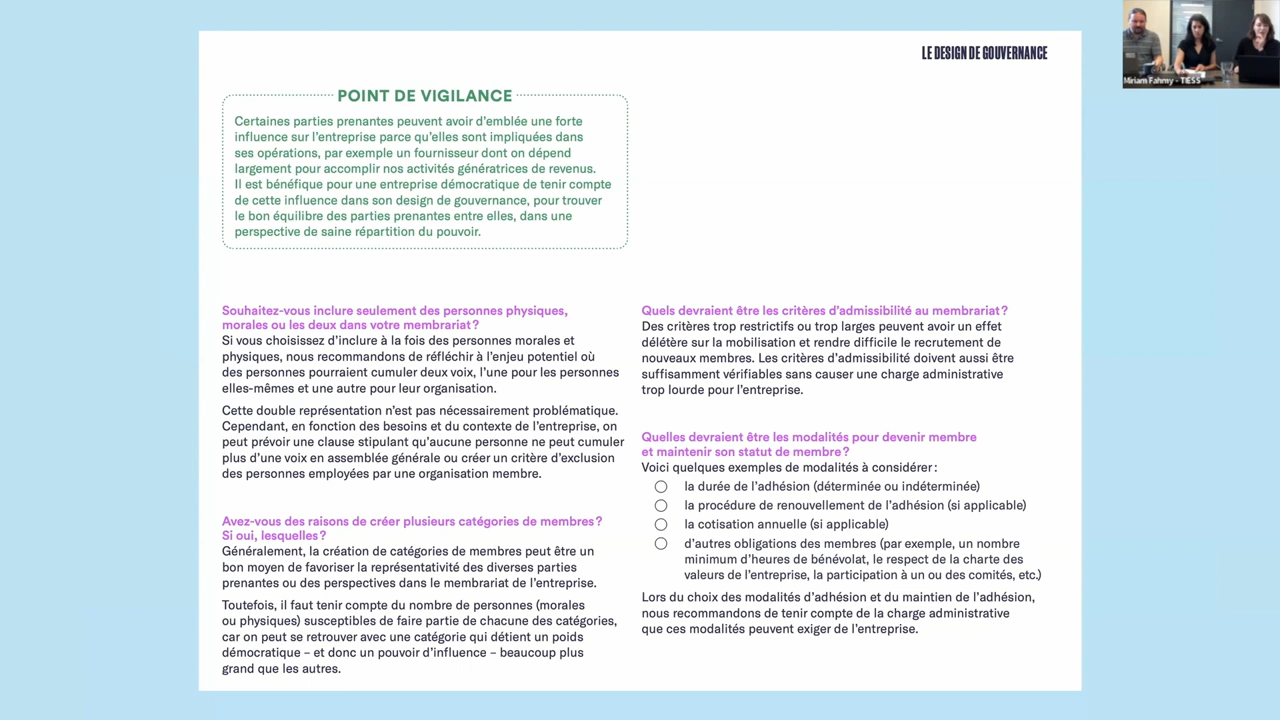 LE DESIGN DE GOUVERNANCE
Miriam Fahmy - TIESS
POINT DE VIGILANCE
Certaines parties prenantes peuvent avoir d'emblée une forte
influence sur l'entreprise parce qu'elles sont impliquées dans
ses opérations, par exemple un fournisseur dont on dépend
largement pour accomplir nos activités génératrices de revenus.
Il est bénéfique pour une entreprise démocratique de tenir compte
de cette influence dans son design de gouvernance, pour trouver
le bon équilibre des parties prenantes entre elles, dans une
perspective de saine répartition du pouvoir.
Souhaitez-vous inclure seulement des personnes physiques,
morales ou les deux dans votre membrariat ?
Si vous choisissez d'inclure à la fois des personnes morales et
physiques, nous recommandons de réfléchir à l'enjeu potentiel où
des personnes pourraient cumuler deux voix, l'une pour les personnes
elles-mêmes et une autre pour leur organisation.
Cette double représentation n'est pas nécessairement problématique.
Cependant, en fonction des besoins et du contexte de l'entreprise, on
peut prévoir une clause stipulant qu'aucune personne ne peut cumuler
plus d'une voix en assemblée générale ou créer un critère d'exclusion
des personnes employées par une organisation membre.
Avez-vous des raisons de créer plusieurs catégories de membres ?
Si oui, lesquelles ?
Généralement, la création de catégories de membres peut être un
bon moyen de favoriser la représentativité des diverses parties
prenantes ou des perspectives dans le membrariat de l'entreprise.
Toutefois, il faut tenir compte du nombre de personnes (morales
ou physiques) susceptibles de faire partie de chacune des catégories,
car on peut se retrouver avec une catégorie qui détient un poids
démocratique – et donc un pouvoir d'influence – beaucoup plus
grand que les autres.
Quels devraient être les critères d'admissibilité au membrariat ?
Des critères trop restrictifs ou trop larges peuvent avoir un effet
délétère sur la mobilisation et rendre difficile le recrutement de
nouveaux membres. Les critères d'admissibilité doivent aussi être
suffisamment vérifiables sans causer une charge administrative
trop lourde pour l'entreprise.
Quelles devraient être les modalités pour devenir membre
et maintenir son statut de membre ?
Voici quelques exemples de modalités à considérer :
la durée de l'adhésion (déterminée ou indéterminée)
la procédure de renouvellement de l'adhésion (si applicable)
la cotisation annuelle (si applicable)
d'autres obligations des membres (par exemple, un nombre
minimum d'heures de bénévolat, le respect de la charte des
valeurs de l'entreprise, la participation à un ou des comités, etc.)
Lors du choix des modalités d'adhésion et du maintien de l'adhésion,
nous recommandons de tenir compte de la charge administrative
que ces modalités peuvent exiger de l'entreprise.